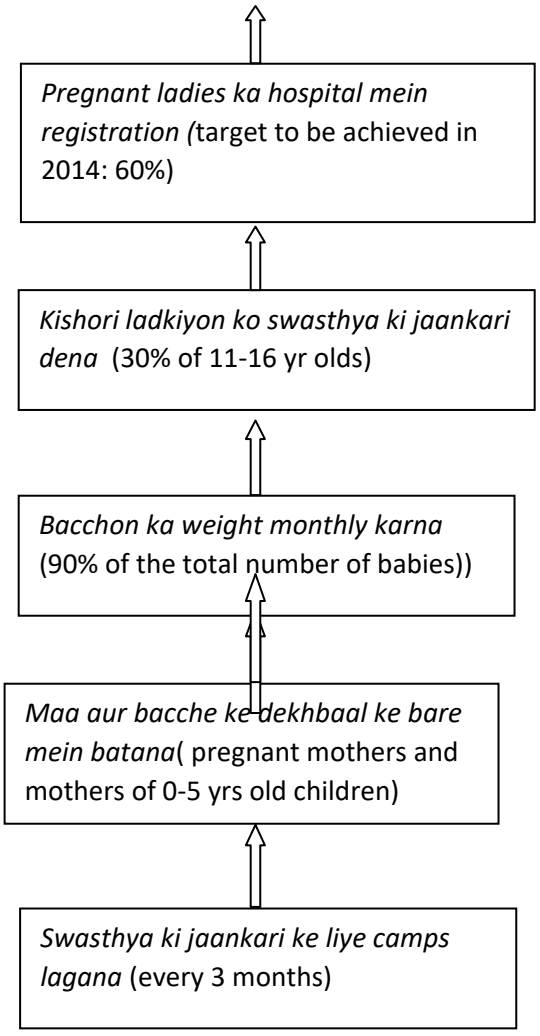 Pregnant ladies ka hospital mein
registration (target to be achieved in
2014: 60%)
Kishori ladkiyon ko swasthya ki jaankari
dena  (30% of 11-16 yr olds)
Bacchon ka weight monthly karna
(90% of the total number of babies))
Maa aur bacche ke dekhbaal ke bare
mein batana( pregnant mothers and
mothers of 0-5 yrs old children)
Swasthya ki jaankari ke liye camps
lagana (every 3 months)